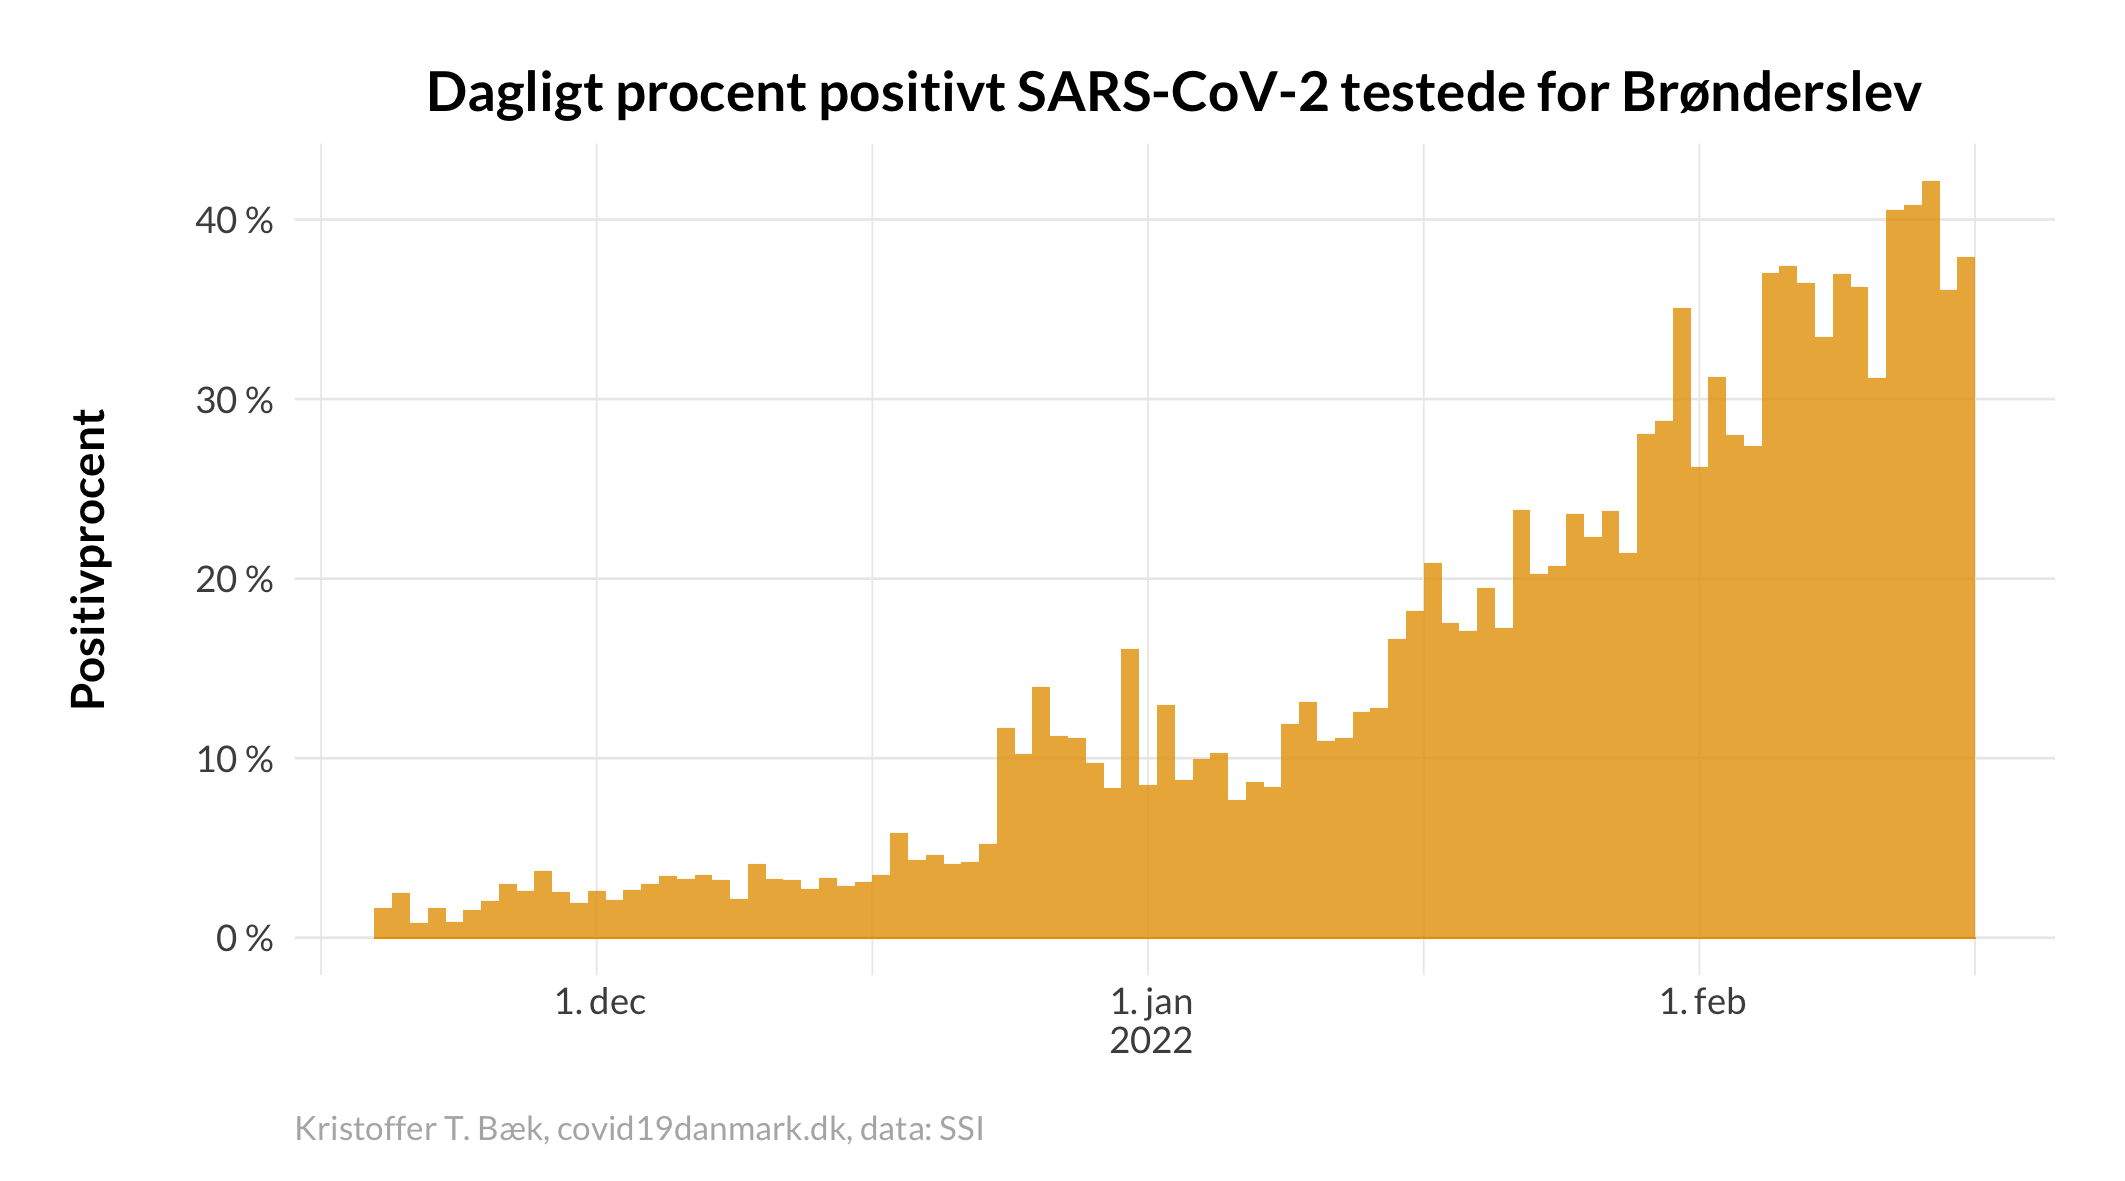 Dagligt procent positivt SARS-CoV-2 testede for Brønderslev
Positivprocent
40 %
30 %
20 %
10 %
0 %
1. dec
1. jan
2022
1. feb
Kristoffer T. Bæk, covid19danmark.dk, data: SSI